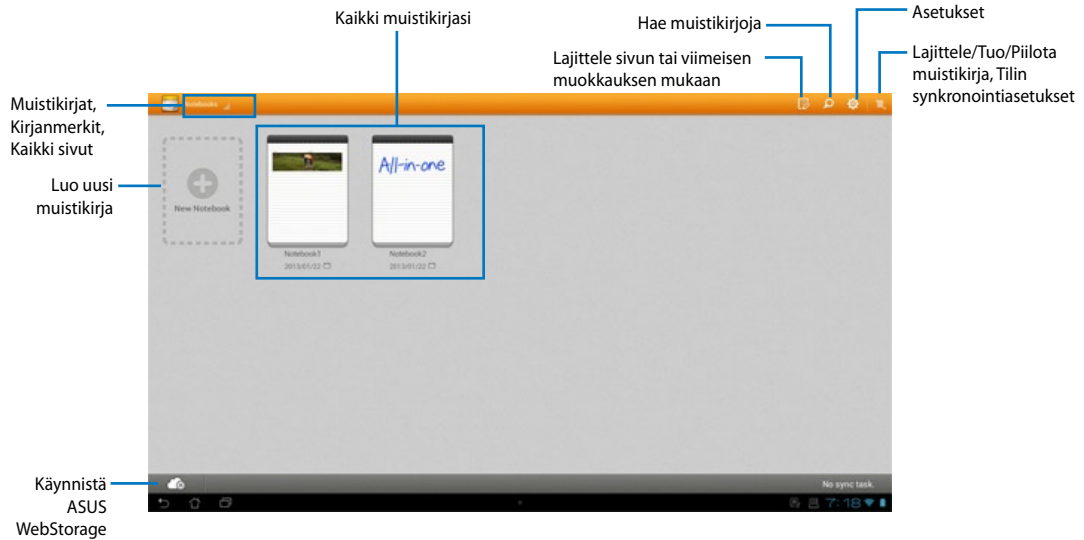 Kaikki muistikirjasi
Hae muistikirjoja
Asetukset
Lajittele sivun tai viimeisen
muokkauksen mukaan
Lajittele/Tuo/Piilota
muistikirja, Tilin
synkronointiasetukset
Muistikirjat,
Kirjanmerkit,
Kaikki sivut
Notebooks
Luo uusi
muistikirja
New Notebook
All-in-one
Notebook3
2013/01/22
Notebook2
2013/01/22
Käynnistä
ASUS
WebStorage
No sync task.
7:18